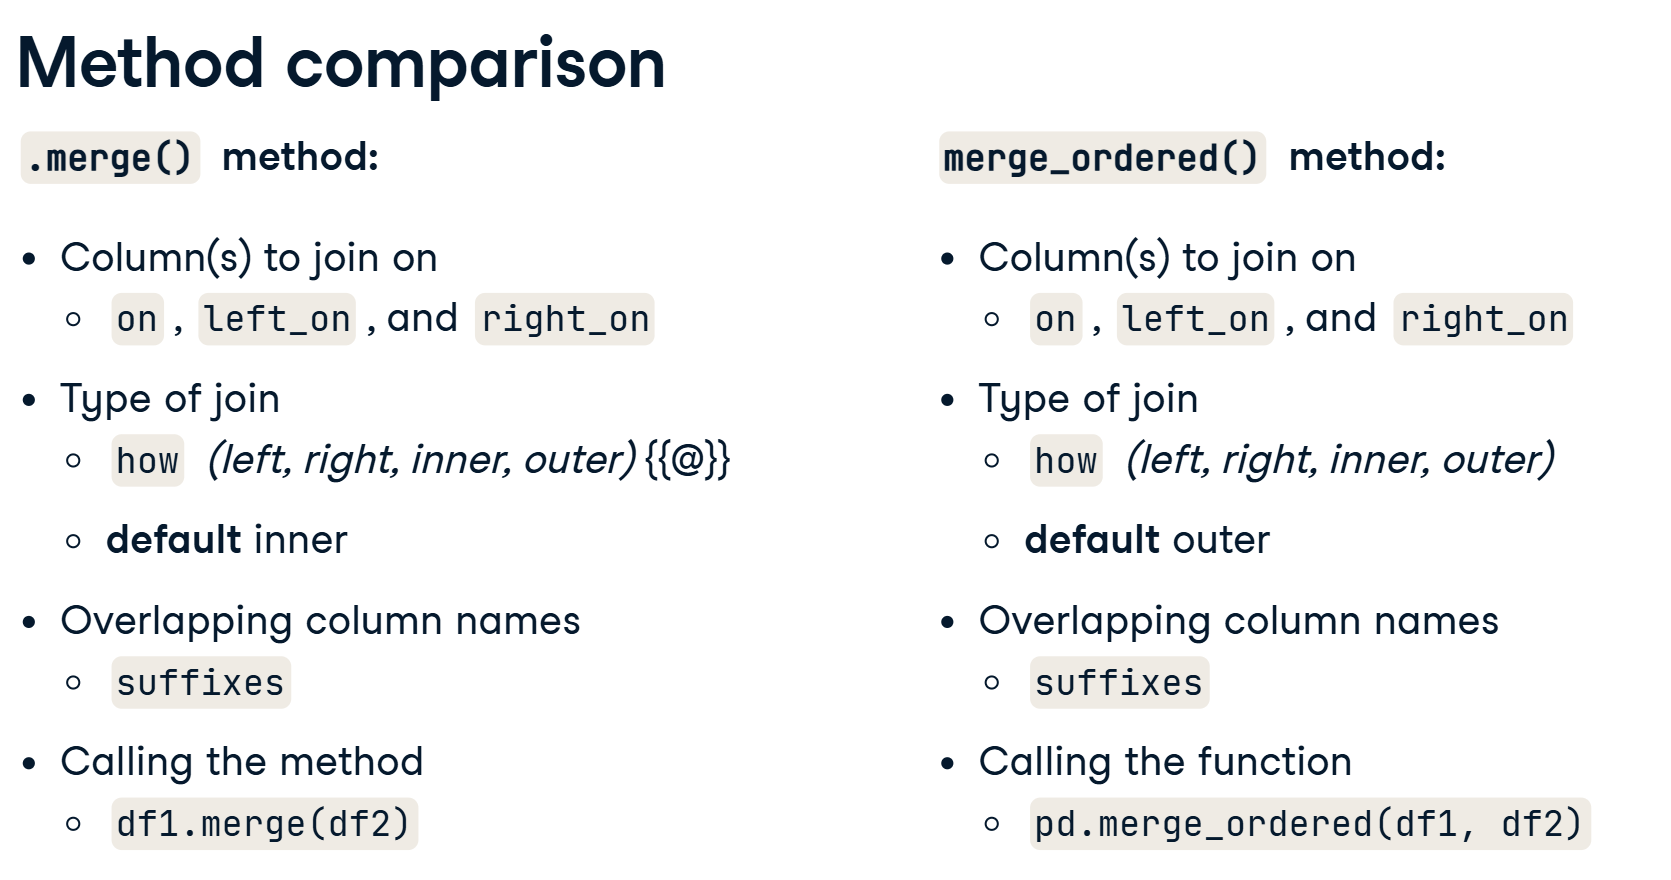 Method comparison
.merge() method:
Column(s) to join on
on , left_on , and right_on
Type of join
how (left, right, inner, outer) {{@}}
default inner
Overlapping column names
suffixes
Calling the method
df1.merge(df2)
merge_ordered() method:
Column(s) to join on
on , left_on , and right_on
Type of join
how (left, right, inner, outer)
default outer
Overlapping column names
suffixes
Calling the function
pd.merge_ordered(df1, df2)